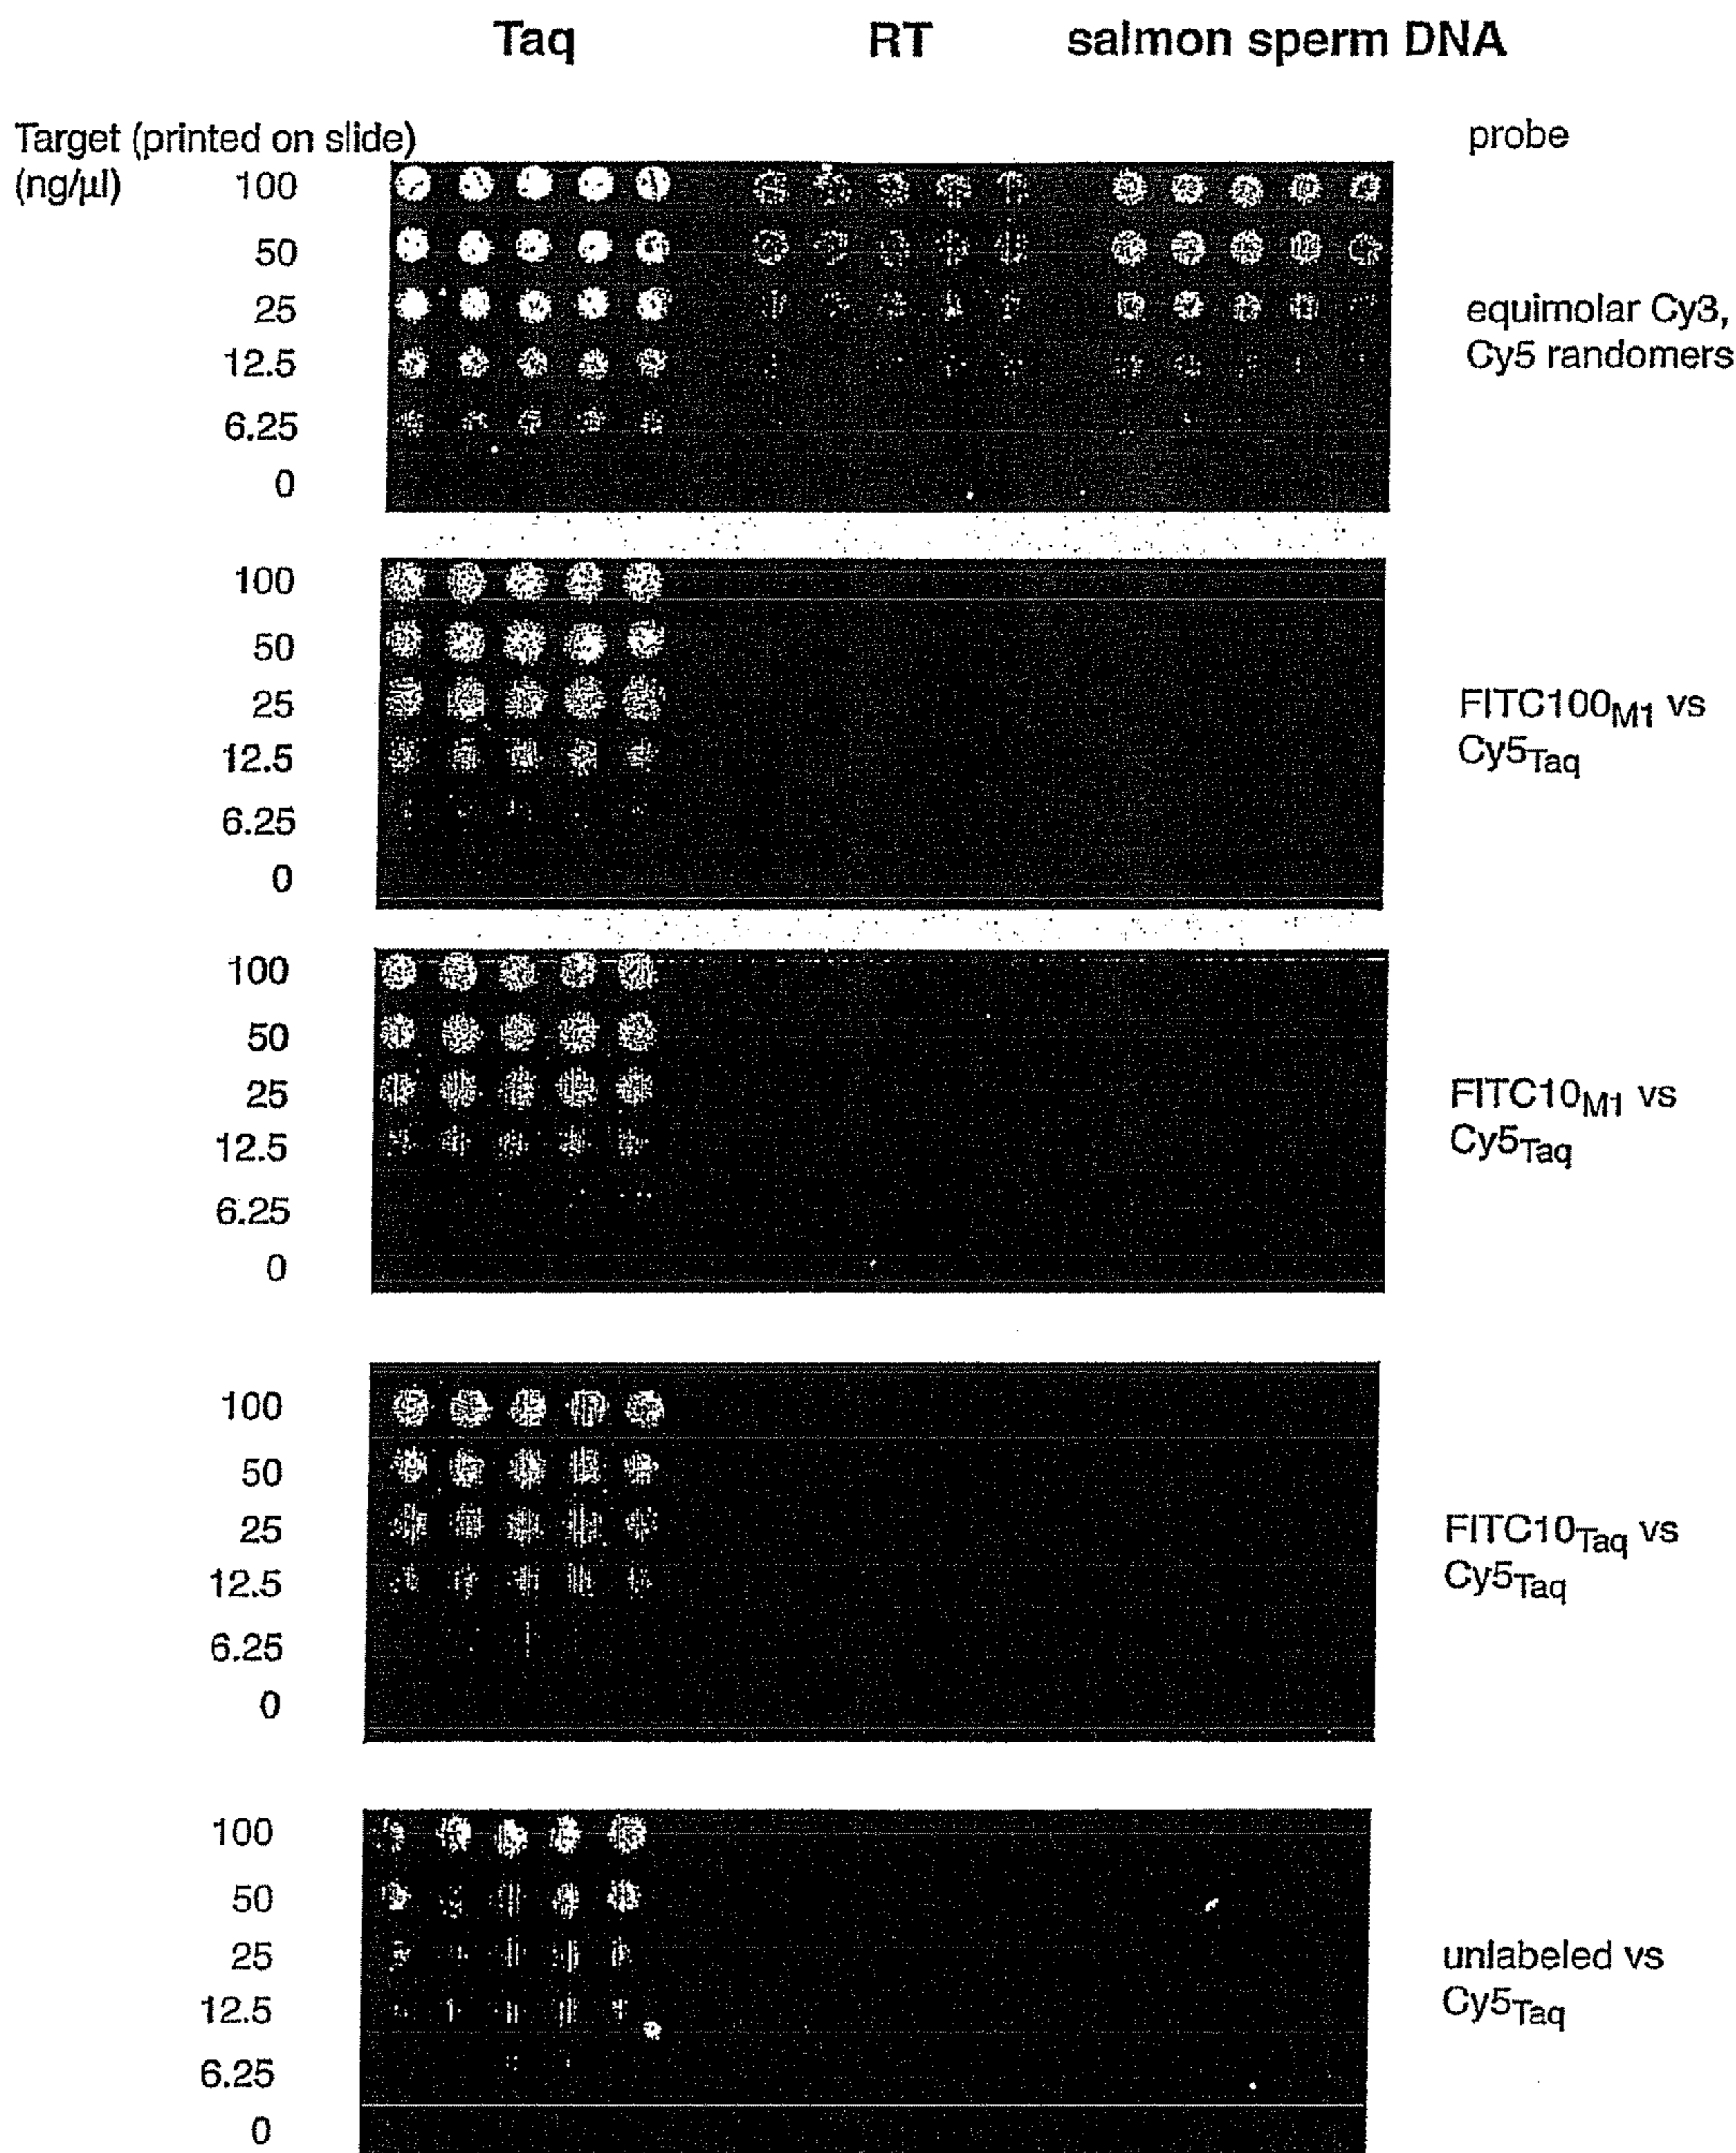 Taq RT salmon sperm DNA
Target (printed on slide) probe
(ng/µl) 100
50
25 equimolar Cy3,
12.5 Cy5 randomers
6.25
0
100
50
25 FITC100M1 vs
12.5 Cy5Taq
6.25
0
100
50
25 FITC10M1 vs
12.5 Cy5Taq
6.25
0
100
50
25 FITC10Taq vs
12.5 Cy5Taq
6.25
0
100
50
25 unlabeled vs
12.5 Cy5Taq
6.25
0